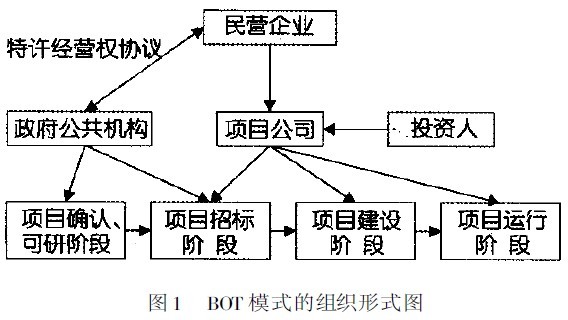 民营企业
特许经营权协议
政府公共机构
项目公司
投资人
项目确认、
可研阶段
项目招标
阶 段
项目建设
阶 段
项目运行
阶 段
图1 BOT 模式的组织形式图